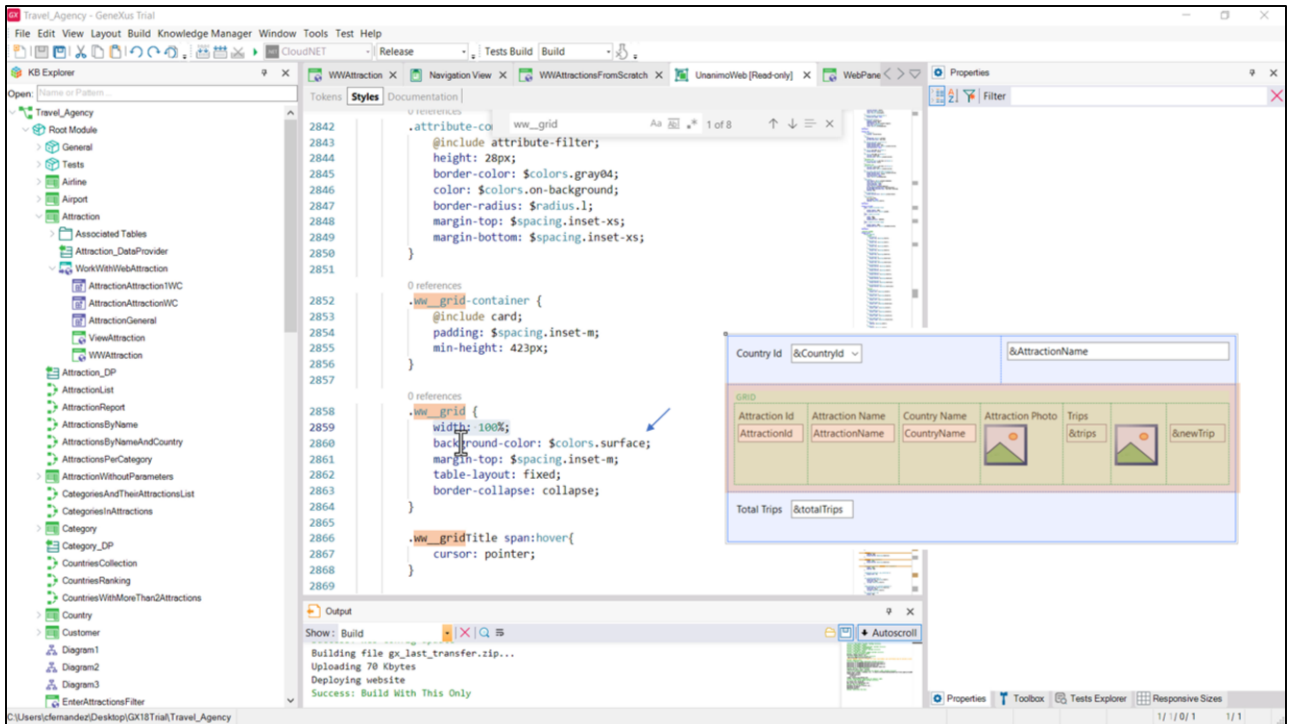 GX Travel_Agency - GeneXus Trial
File Edit View Layout Build Knowledge Manager Window Tools Test Help
CloudNET Release Tests Build Build
KB Explorer
Open: Name or Pattern...
Travel_Agency
Root Module
General
Tests
Airline
Airport
Attraction
Associated Tables
Attraction_DataProvider
WorkWithWebAttraction
AttractionAttraction1WC
AttractionAttractionWC
AttractionGeneral
ViewAttraction
WWAttraction
Attraction_DP
AttractionList
AttractionReport
AttractionsByName
AttractionsByNameAndCountry
AttractionsPerCategory
AttractionWithoutParameters
CategoriesAndTheirAttractionsList
CategoriesInAttractions
Category
Category_DP
CountriesCollection
CountriesRanking
CountriesWithMoreThan2Attractions
Country
Customer
Diagram1
Diagram2
Diagram3
EnterAttractionsFilter
WWAttraction Navigation View WWAttractionsFromScratch UnanimoWeb [Read-only] WebPane
Tokens Styles Documentation
ww__grid Aa ab .* 1 of 8
0 references
2842 .attribute-co
2843 @include attribute-filter;
2844 height: 28px;
2845 border-color: $colors.gray04;
2846 color: $colors.on-background;
2847 border-radius: $radius.l;
2848 margin-top: $spacing.inset-xs;
2849 margin-bottom: $spacing.inset-xs;
2850 }
2851
0 references
2852 .ww__grid-container {
2853 @include card;
2854 padding: $spacing.inset-m;
2855 min-height: 423px;
2856 }
2857
0 references
2858 .ww__grid {
2859 width: 100%;
2860 background-color: $colors.surface;
2861 margin-top: $spacing.inset-m;
2862 table-layout: fixed;
2863 border-collapse: collapse;
2864 }
2865
2866 .ww__gridTitle span:hover{
2867 cursor: pointer;
2868 }
2869
Output
Show: Build Autoscroll
Building file gx_last_transfer.zip...
Uploading 70 Kbytes
Deploying website
Success: Build With This Only
Properties
Filter
Country Id &CountryId &AttractionName
GRID
Attraction Id Attraction Name Country Name Attraction Photo Trips
AttractionId AttractionName CountryName &trips &newTrip
Total Trips &totalTrips
Properties Toolbox Tests Explorer Responsive Sizes
C:\Users\cfernandez\Desktop\GX18Trial\Travel_Agency 1/ 1/ 0/ 1 1/ 1